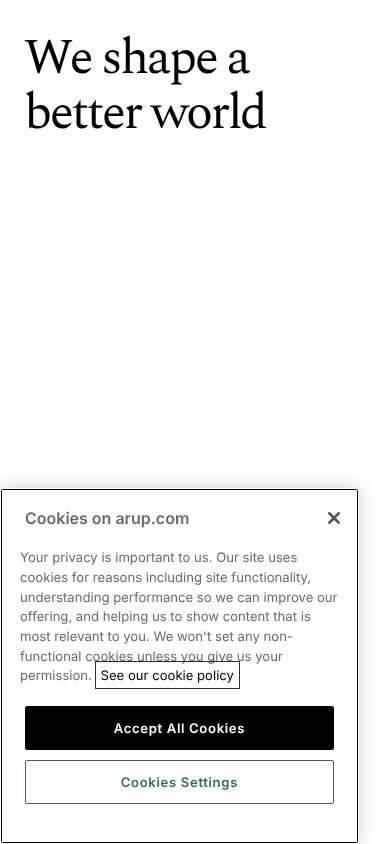 We shape a
better world
Cookies on arup.com
Your privacy is important to us. Our site uses
cookies for reasons including site functionality,
understanding performance so we can improve our
offering, and helping us to show content that is
most relevant to you. We won't set any non-
functional cookies unless you give us your
permission. See our cookie policy
Accept All Cookies
Cookies Settings